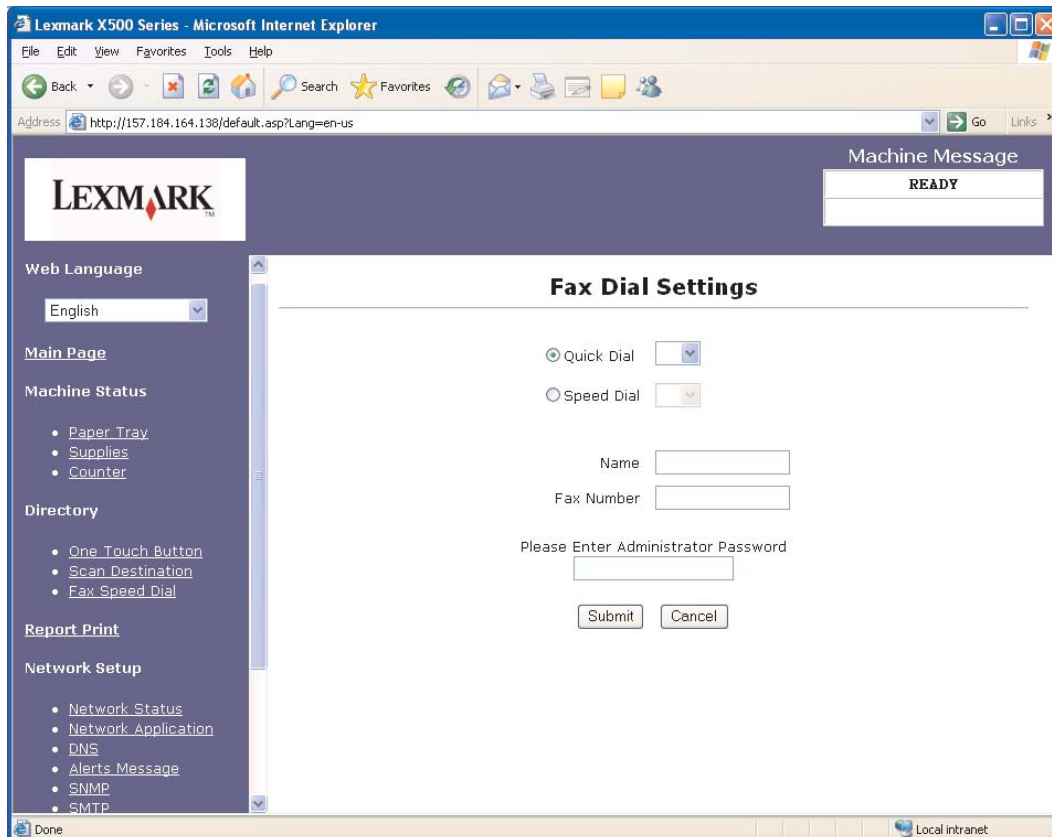 Lexmark X500 Series - Microsoft Internet Explorer
File Edit View Favorites Tools Help
Back Search Favorites
Address http://157.184.164.138/default.asp?Lang=en-us Go Links »
LEXMARK™
Machine Message
READY
Web Language
English
Main Page
Machine Status
• Paper Tray
• Supplies
• Counter
Directory
• One Touch Button
• Scan Destination
• Fax Speed Dial
Report Print
Network Setup
• Network Status
• Network Application
• DNS
• Alerts Message
• SNMP
• SMTP
Fax Dial Settings
Quick Dial
Speed Dial
Name
Fax Number
Please Enter Administrator Password
Submit Cancel
Done Local intranet